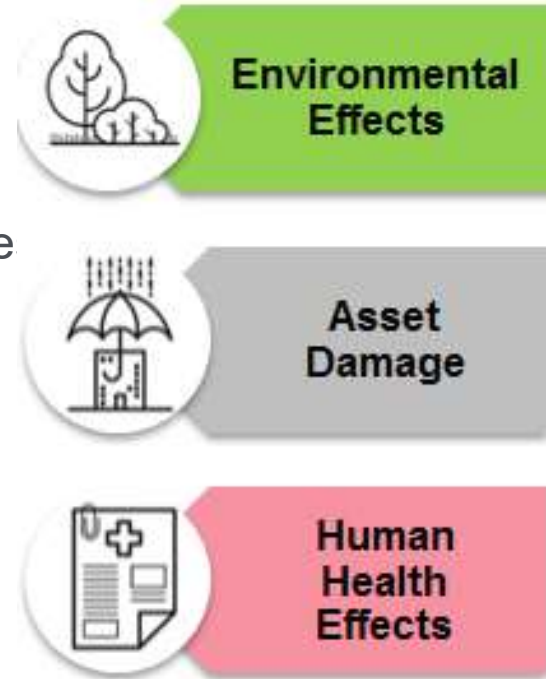 Environmental
Effects
e
Asset
Damage
Human
Health
Effects